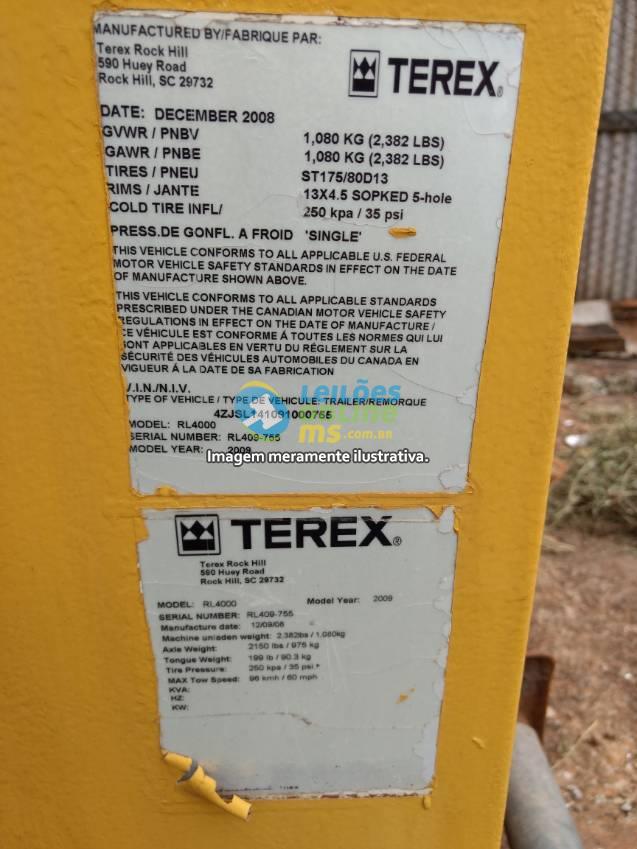 MANUFACTURED BY/FABRIQUE PAR:
Terex Rock Hill
590 Huey Road
Rock Hill, SC 29732
TEREX®
DATE: DECEMBER 2008
GVWR / PNBV 1,080 KG (2,382 LBS)
GAWR / PNBE 1,080 KG (2,382 LBS)
TIRES / PNEU ST175/80D13
RIMS / JANTE 13X4.5 SOPKED 5-hole
COLD TIRE INFL/ 250 kpa / 35 psi
PRESS.DE GONFL. A FROID 'SINGLE'
THIS VEHICLE CONFORMS TO ALL APPLICABLE U.S. FEDERAL
MOTOR VEHICLE SAFETY STANDARDS IN EFFECT ON THE DATE
OF MANUFACTURE SHOWN ABOVE.
THIS VEHICLE CONFORMS TO ALL APPLICABLE STANDARDS
PRESCRIBED UNDER THE CANADIAN MOTOR VEHICLE SAFETY
REGULATIONS IN EFFECT ON THE DATE OF MANUFACTURE /
CE VÉHICULE EST CONFORME À TOUTES LES NORMES QUI LUI
SONT APPLICABLES EN VERTU DU RÉGLEMENT SUR LA
SÉCURITÉ DES VÉHICULES AUTOMOBILES DU CANADA EN
VIGUEUR À LA DATE DE SA FABRICATION
V.I.N./N.I.V.
TYPE OF VEHICLE / TYPE DE VEHICULE: TRAILER/REMORQUE
4ZJSL141091000755
MODEL: RL4000
SERIAL NUMBER: RL409-755
MODEL YEAR: 2009
Leilões
online
ms.com.br
Imagem meramente ilustrativa.
TEREX®
Terex Rock Hill
590 Huey Road
Rock Hill, SC 29732
MODEL: RL4000 Model Year: 2009
SERIAL NUMBER: RL409-755
Manufacture date: 12/09/08
Machine unladen weight: 2,382lbs / 1,080kg
Axle Weight: 2150 lbs / 975 kg
Tongue Weight: 199 lb / 90.3 kg
Tire Pressure: 250 kpa / 35 psi
MAX Tow Speed: 96 kmh / 60 mph
KVA:
HZ:
KW: